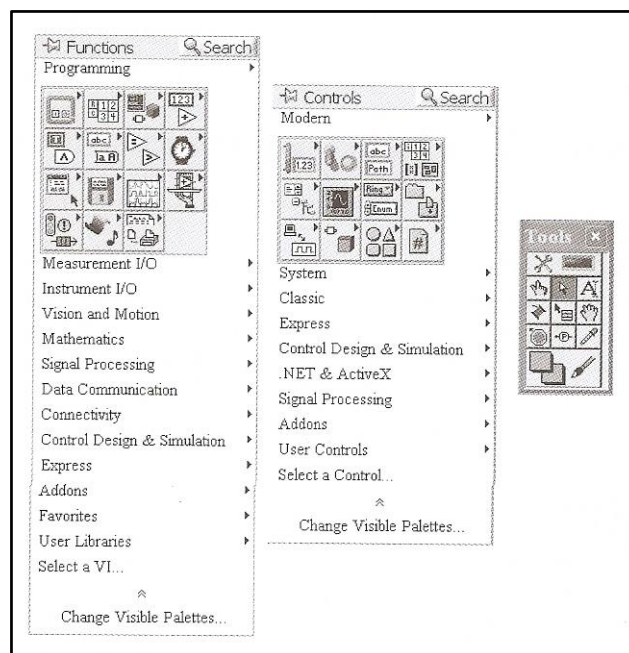 Functions Search
Programming
Measurement I/O
Instrument I/O
Vision and Motion
Mathematics
Signal Processing
Data Communication
Connectivity
Control Design & Simulation
Express
Addons
Favorites
User Libraries
Select a VI...
Change Visible Palettes...
Controls Search
Modern
System
Classic
Express
Control Design & Simulation
.NET & ActiveX
Signal Processing
Addons
User Controls
Select a Control...
Change Visible Palettes...
Tools